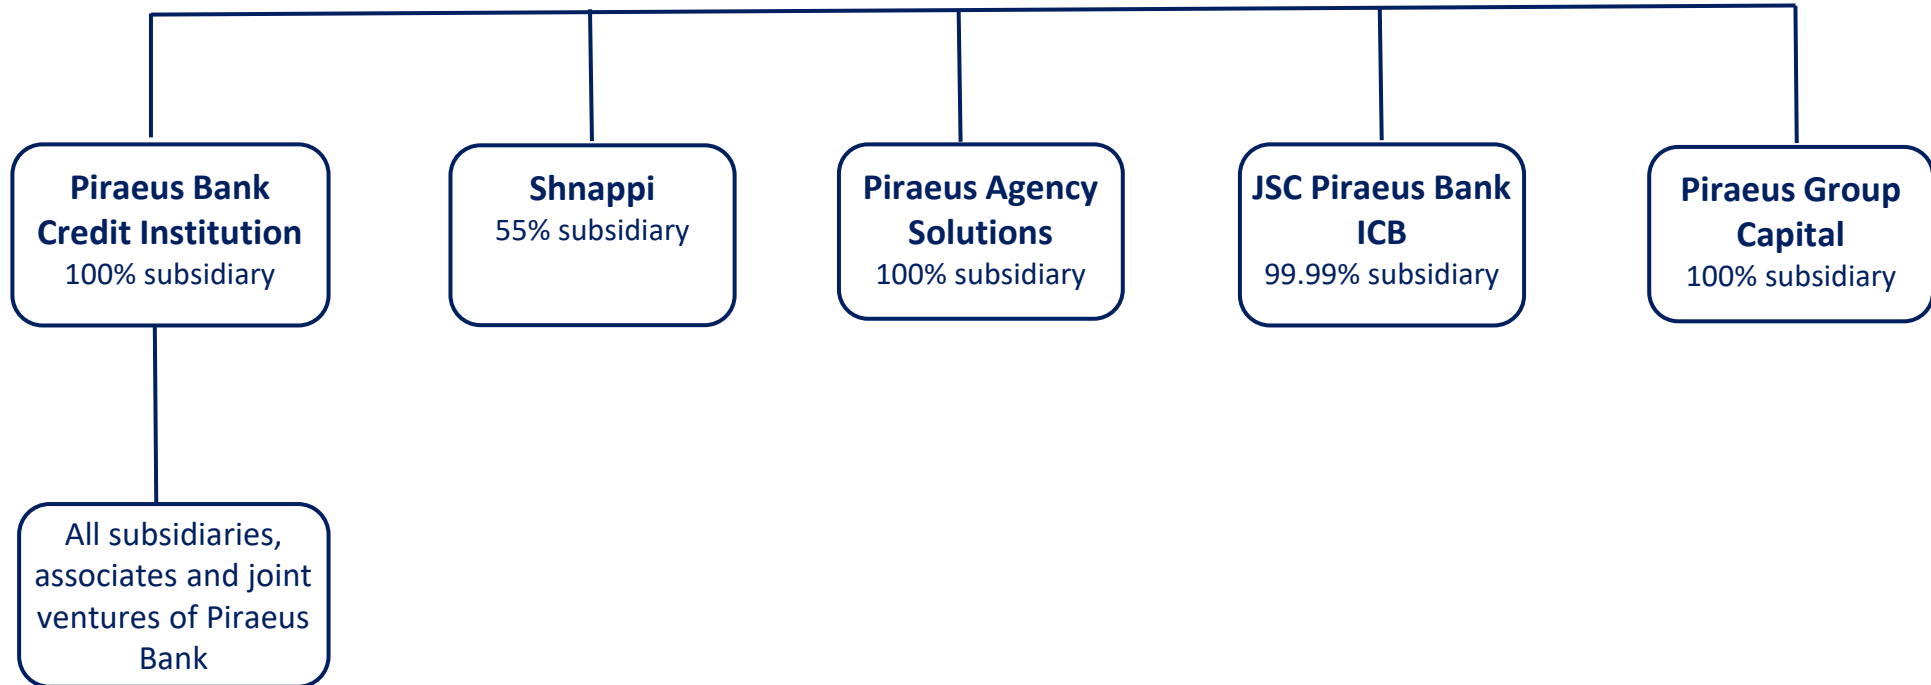 Piraeus Bank
Credit Institution
100% subsidiary
Shnappi
55% subsidiary
Piraeus Agency
Solutions
100% subsidiary
JSC Piraeus Bank
ICB
99.99% subsidiary
Piraeus Group
Capital
100% subsidiary
All subsidiaries,
associates and joint
ventures of Piraeus
Bank